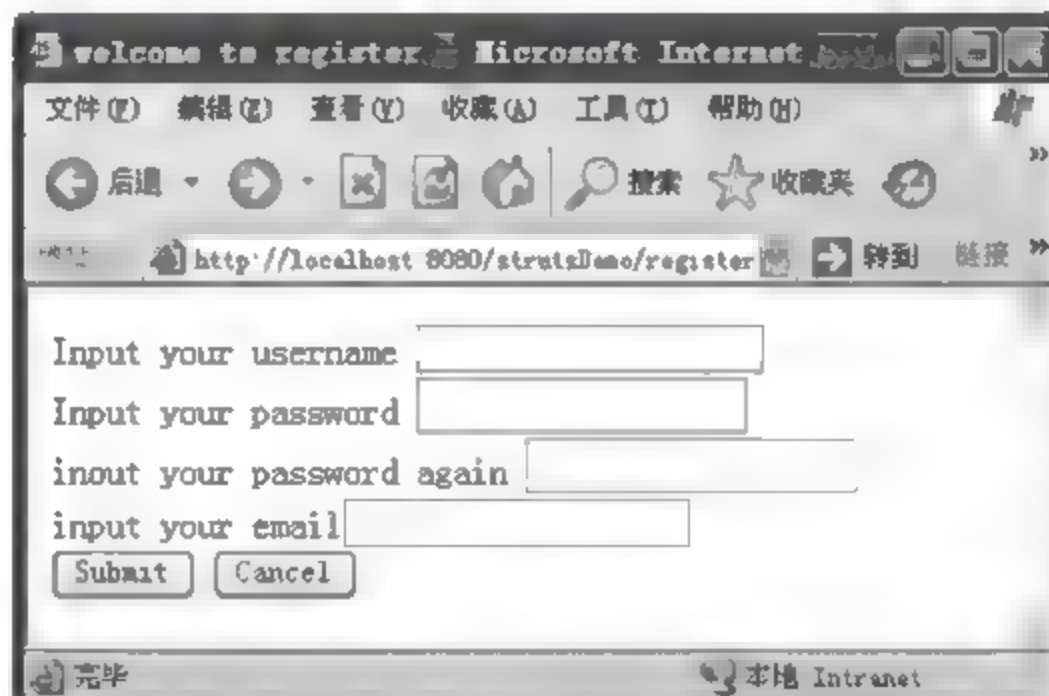 welcome to register Microsoft Internet
文件(F) 编辑(E) 查看(V) 收藏(A) 工具(T) 帮助(H)
后退 搜索 收藏夹 »
http://localhost 8080/strutsDemo/register 转到 链接 »
Input your username
Input your password
inout your password again
input your email
Submit Cancel
完毕 本地 Intranet